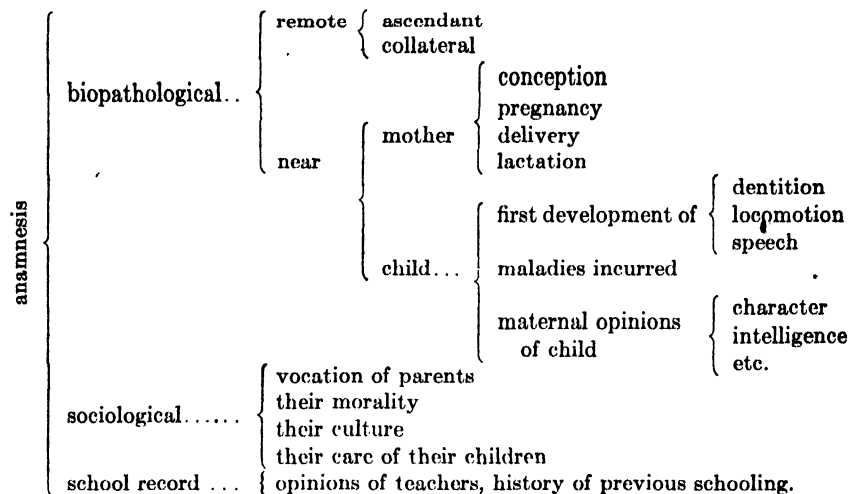 remote { ascendant
collateral
biopathological..
conception
pregnancy
mother
delivery
near
lactation
anamnesis
dentition
first development of
locomotion
speech
child...
maladies incurred
character
maternal opinions
of child
intelligence
etc.
vocation of parents
their morality
sociological......
their culture
their care of their children
school record ... { opinions of teachers, history of previous schooling.